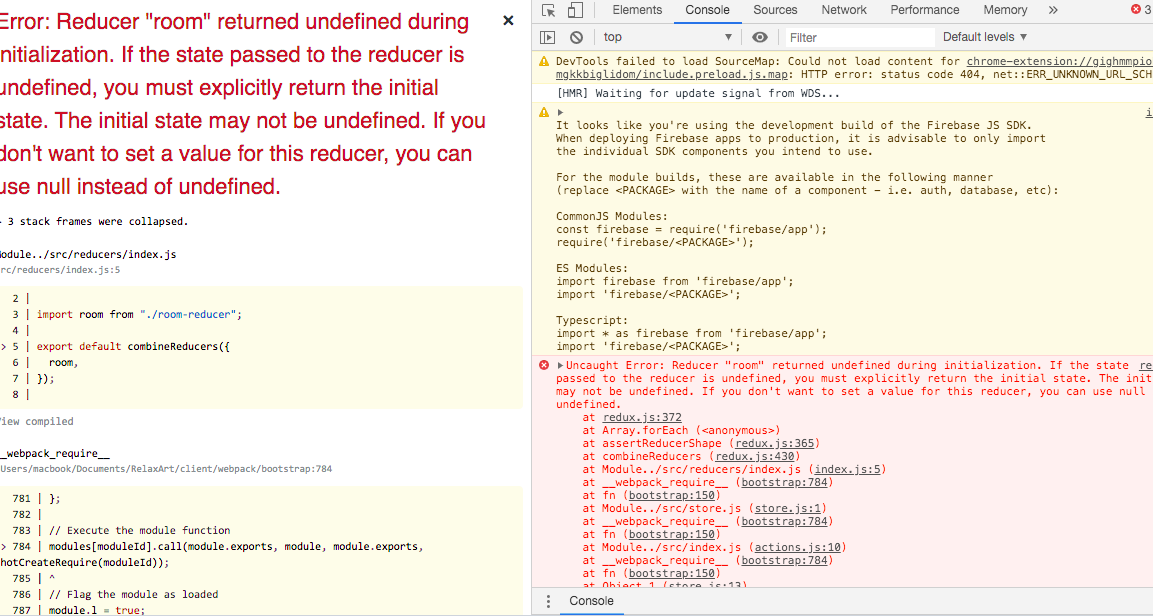 Error: Reducer "room" returned undefined during
initialization. If the state passed to the reducer is
undefined, you must explicitly return the initial
state. The initial state may not be undefined. If you
don't want to set a value for this reducer, you can
use null instead of undefined.
3 stack frames were collapsed.
Module../src/reducers/index.js
src/reducers/index.js:5
2 |
3 | import room from "./room-reducer";
4 |
> 5 | export default combineReducers({
6 | room,
7 | });
8 |
View compiled
__webpack_require__
Users/macbook/Documents/RelaxArt/client/webpack/bootstrap:784
781 | };
782 |
783 | // Execute the module function
> 784 | modules[moduleId].call(module.exports, module, module.exports,
hotCreateRequire(moduleId));
785 | ^
786 | // Flag the module as loaded
787 | module.l = true;
Elements Console Sources Network Performance Memory » 3
top ▼ Filter Default levels ▼
DevTools failed to load SourceMap: Could not load content for chrome-extension://gighmmpio
mgkkbiglidom/include.preload.js.map: HTTP error: status code 404, net::ERR_UNKNOWN_URL_SCH
[HMR] Waiting for update signal from WDS...
It looks like you're using the development build of the Firebase JS SDK.
When deploying Firebase apps to production, it is advisable to only import
the individual SDK components you intend to use.
For the module builds, these are available in the following manner
(replace <PACKAGE> with the name of a component - i.e. auth, database, etc):
CommonJS Modules:
const firebase = require('firebase/app');
require('firebase/<PACKAGE>');
ES Modules:
import firebase from 'firebase/app';
import 'firebase/<PACKAGE>';
Typescript:
import * as firebase from 'firebase/app';
import 'firebase/<PACKAGE>';
Uncaught Error: Reducer "room" returned undefined during initialization. If the state re
passed to the reducer is undefined, you must explicitly return the initial state. The init
may not be undefined. If you don't want to set a value for this reducer, you can use null
undefined.
at redux.js:372
at Array.forEach (<anonymous>)
at assertReducerShape (redux.js:365)
at combineReducers (redux.js:430)
at Module../src/reducers/index.js (index.js:5)
at __webpack_require__ (bootstrap:784)
at fn (bootstrap:150)
at Module../src/store.js (store.js:1)
at __webpack_require__ (bootstrap:784)
at fn (bootstrap:150)
at Module../src/index.js (actions.js:10)
at __webpack_require__ (bootstrap:784)
at fn (bootstrap:150)
at Object.1 (store.js:13)
Console